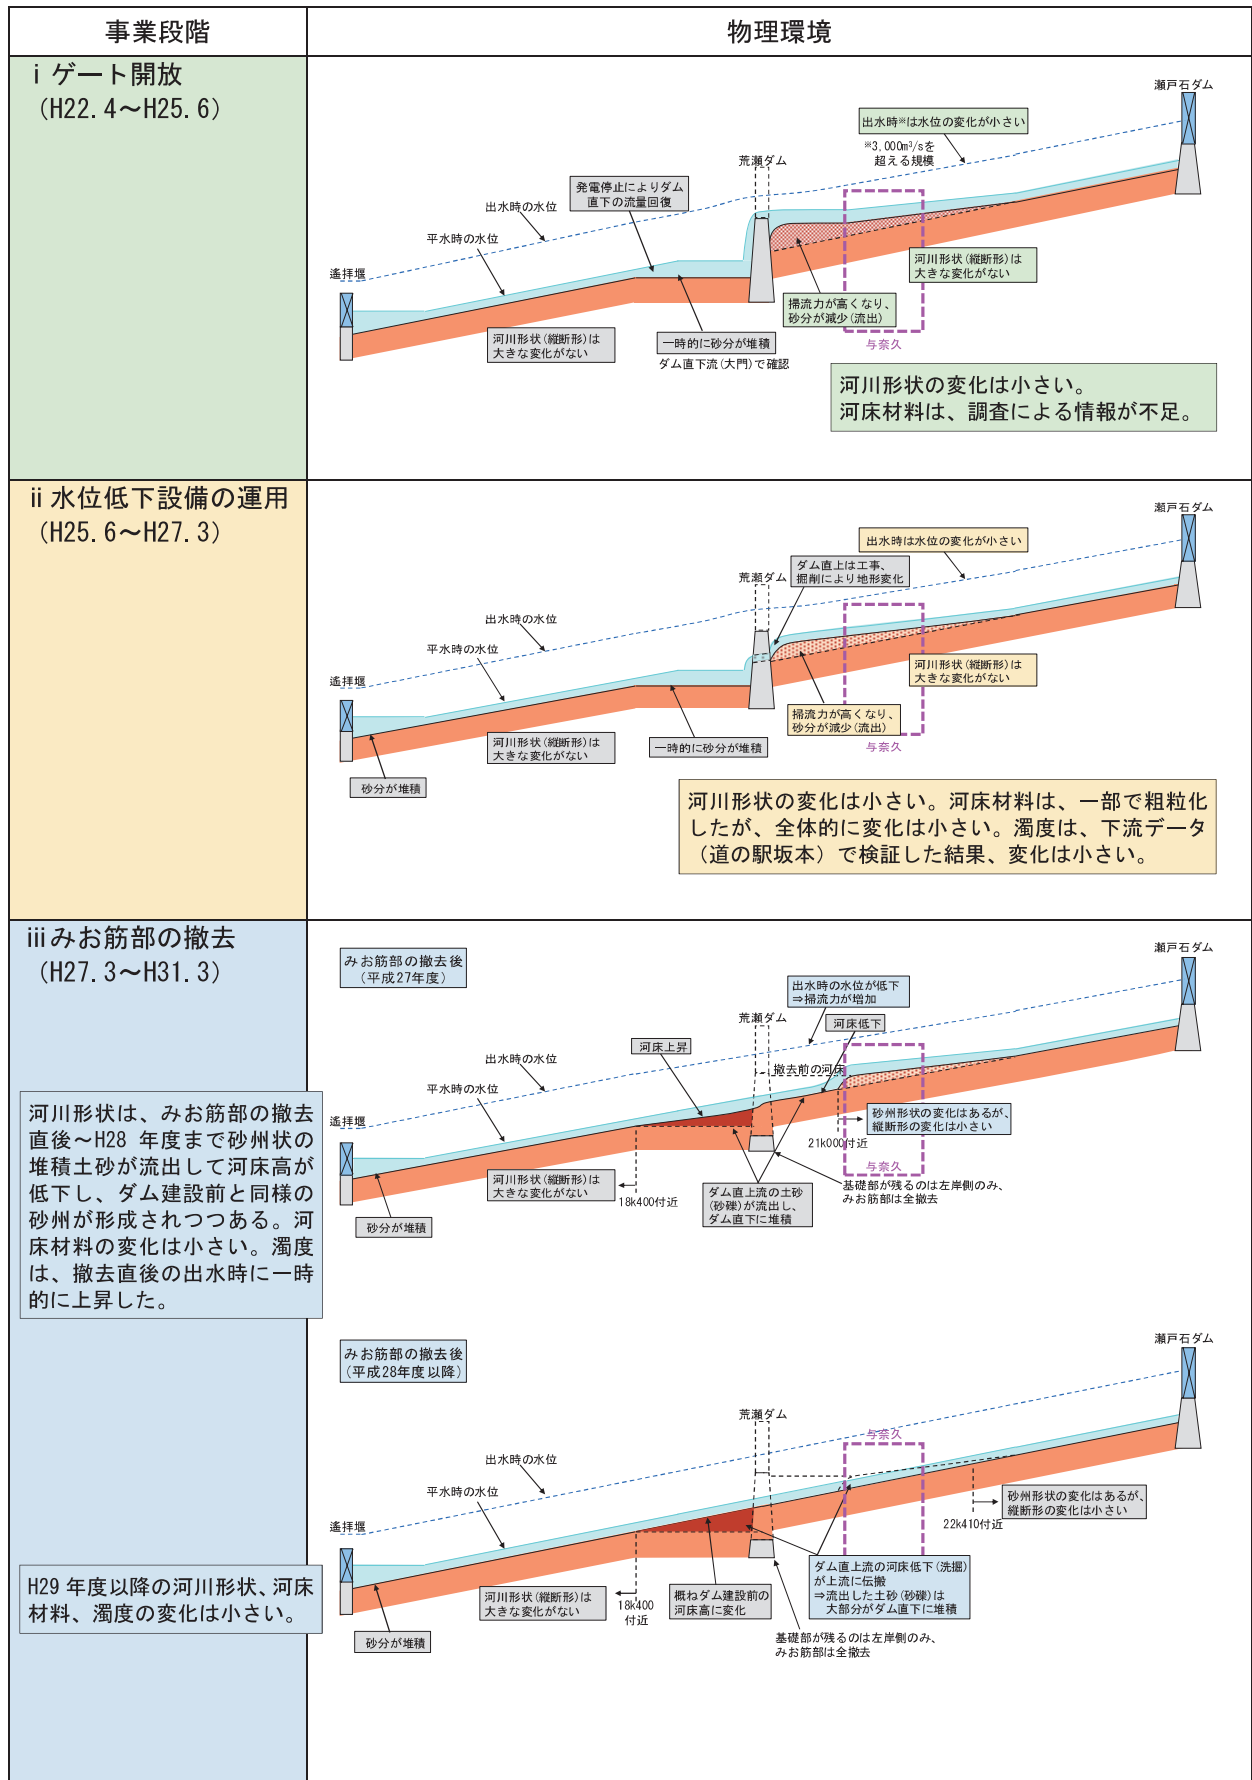 事業段階
物理環境
ⅰ ゲート開放
（H22.4～H25.6）
瀬戸石ダム
出水時※は水位の変化が小さい
※3,000m³/sを
超える規模
荒瀬ダム
発電停止によりダム
直下の流量回復
出水時の水位
平水時の水位
遙拝堰
河川形状(縦断形)は
大きな変化がない
掃流力が高くなり、
砂分が減少(流出)
河川形状(縦断形)は
大きな変化がない
一時的に砂分が堆積
ダム直下流(大門)で確認
与奈久
河川形状の変化は小さい。
河床材料は、調査による情報が不足。
ⅱ 水位低下設備の運用
（H25.6～H27.3）
瀬戸石ダム
出水時は水位の変化が小さい
ダム直上は工事、
掘削により地形変化
荒瀬ダム
出水時の水位
平水時の水位
遙拝堰
河川形状(縦断形)は
大きな変化がない
掃流力が高くなり、
砂分が減少(流出)
河川形状(縦断形)は
大きな変化がない
一時的に砂分が堆積
与奈久
砂分が堆積
河川形状の変化は小さい。河床材料は、一部で粗粒化
したが、全体的に変化は小さい。濁度は、下流データ
（道の駅坂本）で検証した結果、変化は小さい。
ⅲ みお筋部の撤去
（H27.3～H31.3）
河川形状は、みお筋部の撤去
直後～H28 年度まで砂州状の
堆積土砂が流出して河床高が
低下し、ダム建設前と同様の
砂州が形成されつつある。河
床材料の変化は小さい。濁度
は、撤去直後の出水時に一時
的に上昇した。
みお筋部の撤去後
(平成27年度)
瀬戸石ダム
出水時の水位が低下
⇒掃流力が増加
荒瀬ダム
河床低下
河床上昇
出水時の水位
撤去前の河床
平水時の水位
遙拝堰
砂州形状の変化はあるが、
縦断形の変化は小さい
21k000付近
与奈久
河川形状(縦断形)は
大きな変化がない
18k400付近
ダム直上流の土砂
(砂礫)が流出し、
ダム直下に堆積
基礎部が残るのは左岸側のみ、
みお筋部は全撤去
砂分が堆積
みお筋部の撤去後
(平成28年度以降)
瀬戸石ダム
荒瀬ダム
与奈久
出水時の水位
平水時の水位
遙拝堰
砂州形状の変化はあるが、
縦断形の変化は小さい
22k410付近
H29 年度以降の河川形状、河床
材料、濁度の変化は小さい。
河川形状(縦断形)は
大きな変化がない
18k400
付近
概ねダム建設前の
河床高に変化
ダム直上流の河床低下(洗掘)
が上流に伝搬
⇒流出した土砂(砂礫)は
大部分がダム直下に堆積
砂分が堆積
基礎部が残るのは左岸側のみ、
みお筋部は全撤去